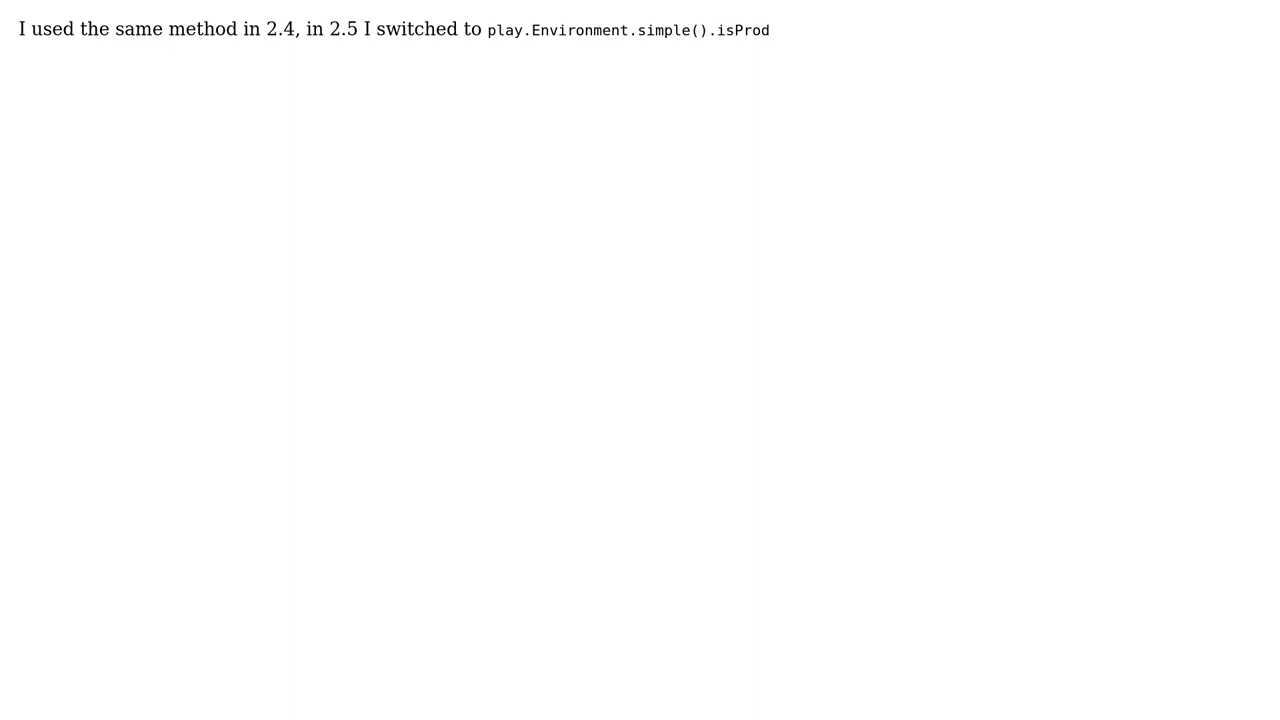 I used the same method in 2.4, in 2.5 I switched to play.Environment.simple().isProd